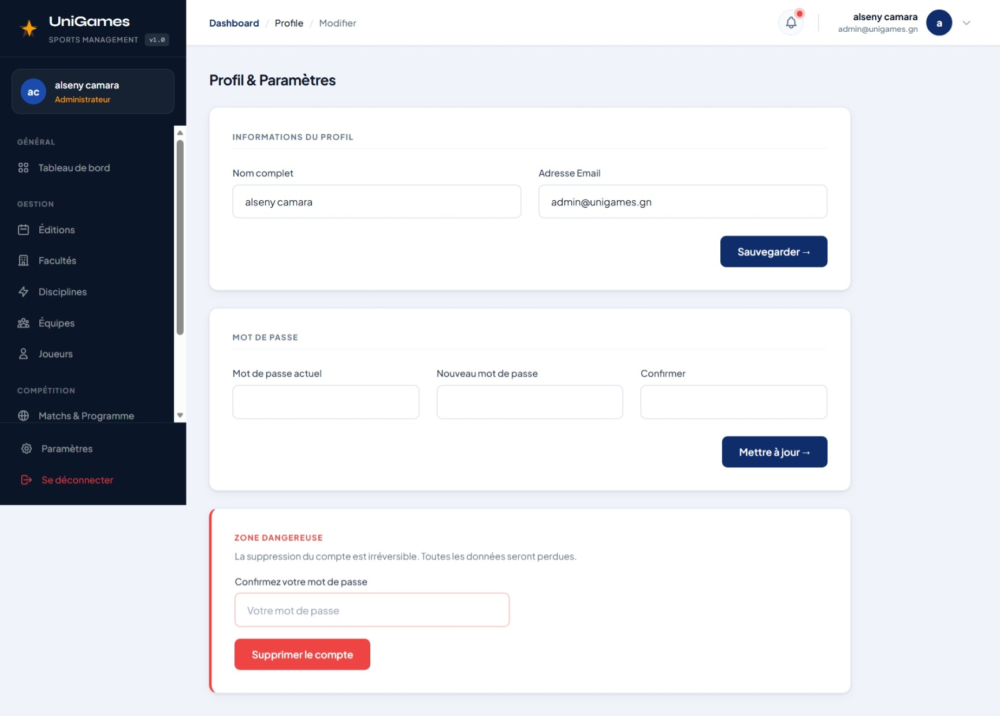 UniGames
SPORTS MANAGEMENT v1.0
alseny camara
ac
Administrateur
GÉNÉRAL
Tableau de bord
GESTION
Éditions
Facultés
Disciplines
Équipes
Joueurs
COMPÉTITION
Matchs & Programme
Paramètres
Se déconnecter
Dashboard / Profile / Modifier
alseny camara
admin@unigames.gn
a
Profil & Paramètres
INFORMATIONS DU PROFIL
Nom complet
alseny camara
Adresse Email
admin@unigames.gn
Sauvegarder →
MOT DE PASSE
Mot de passe actuel
Nouveau mot de passe
Confirmer
Mettre à jour →
ZONE DANGEREUSE
La suppression du compte est irréversible. Toutes les données seront perdues.
Confirmez votre mot de passe
Votre mot de passe
Supprimer le compte